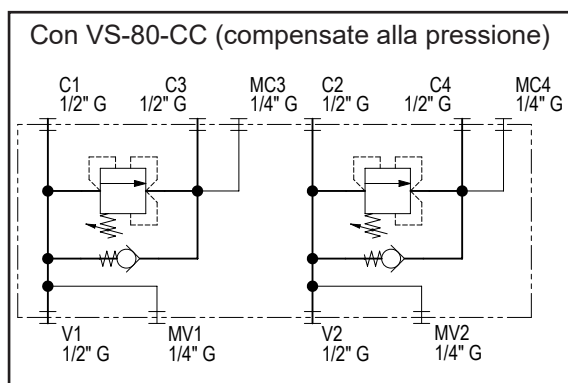 Con VS-80-CC (compensate alla pressione)
C1 C3 MC3 C2 C4 MC4
1/2" G 1/2" G 1/4" G 1/2" G 1/2" G 1/4" G
V1 MV1 V2 MV2
1/2" G 1/4" G 1/2" G 1/4" G